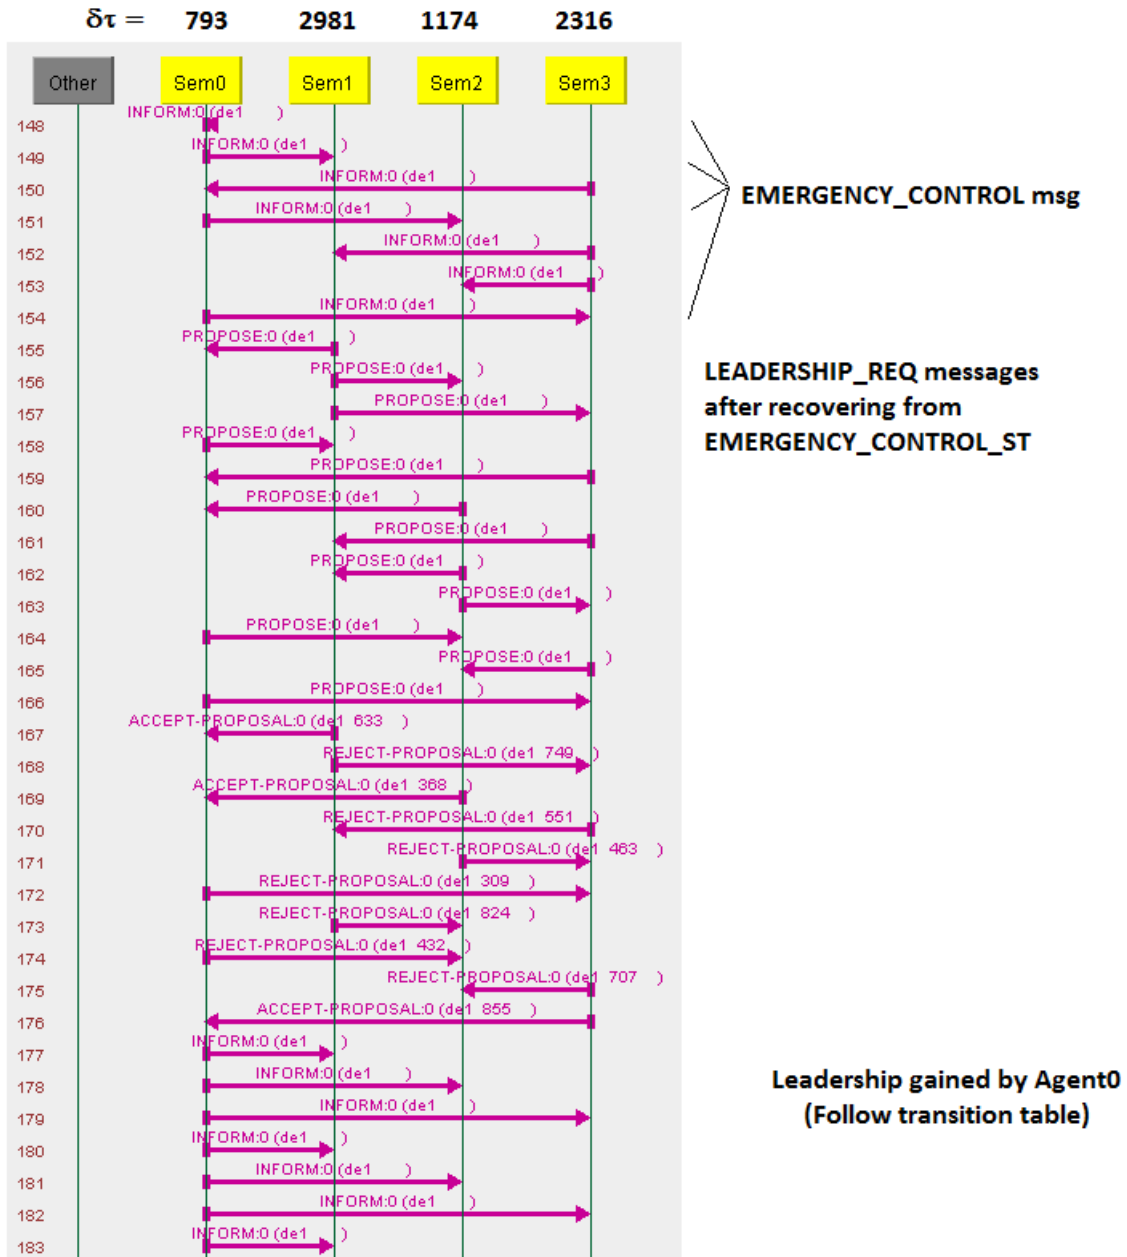 δτ = 793 2981 1174 2316
Other Sem0 Sem1 Sem2 Sem3
INFORM:0 (de1 )
148
INFORM:0 (de1 )
149
INFORM:0 (de1 )
150
INFORM:0 (de1 )
151
INFORM:0 (de1 )
152
INFORM:0 (de1 )
153
INFORM:0 (de1 )
154
EMERGENCY_CONTROL msg
PROPOSE:0 (de1 )
155
PROPOSE:0 (de1 )
156
PROPOSE:0 (de1 )
157
PROPOSE:0 (de1 )
158
LEADERSHIP_REQ messages
after recovering from
EMERGENCY_CONTROL_ST
PROPOSE:0 (de1 )
159
PROPOSE:0 (de1 )
160
PROPOSE:0 (de1 )
161
PROPOSE:0 (de1 )
162
PROPOSE:0 (de1 )
163
PROPOSE:0 (de1 )
164
PROPOSE:0 (de1 )
165
PROPOSE:0 (de1 )
166
ACCEPT-PROPOSAL:0 (de1 633 )
167
REJECT-PROPOSAL:0 (de1 749 )
168
ACCEPT-PROPOSAL:0 (de1 368 )
169
REJECT-PROPOSAL:0 (de1 551 )
170
REJECT-PROPOSAL:0 (de1 463 )
171
REJECT-PROPOSAL:0 (de1 309 )
172
REJECT-PROPOSAL:0 (de1 824 )
173
REJECT-PROPOSAL:0 (de1 432 )
174
REJECT-PROPOSAL:0 (de1 707 )
175
ACCEPT-PROPOSAL:0 (de1 855 )
176
INFORM:0 (de1 )
177
INFORM:0 (de1 )
178
INFORM:0 (de1 )
179
Leadership gained by Agent0
(Follow transition table)
INFORM:0 (de1 )
180
INFORM:0 (de1 )
181
INFORM:0 (de1 )
182
INFORM:0 (de1 )
183